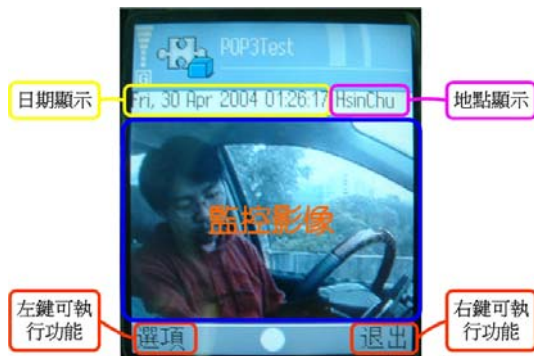 POP3Test
日期顯示
Fri, 30 Apr 2004 01:26:17 HsinChu
地點顯示
監控影像
左鍵可執
行功能
選項
退出
右鍵可執
行功能